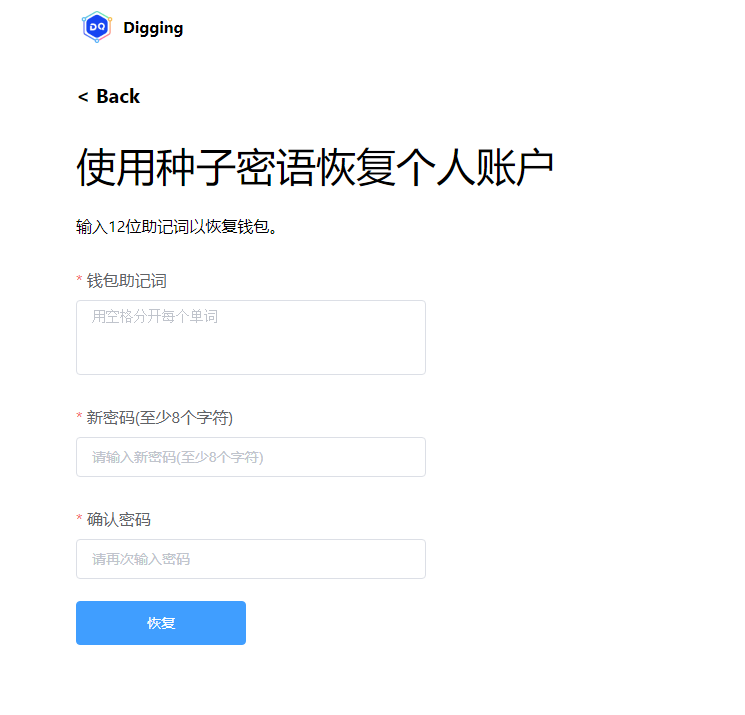 DQ Digging
< Back
使用种子密语恢复个人账户
输入12位助记词以恢复钱包。
* 钱包助记词
用空格分开每个单词
* 新密码(至少8个字符)
请输入新密码(至少8个字符)
* 确认密码
请再次输入密码
恢复